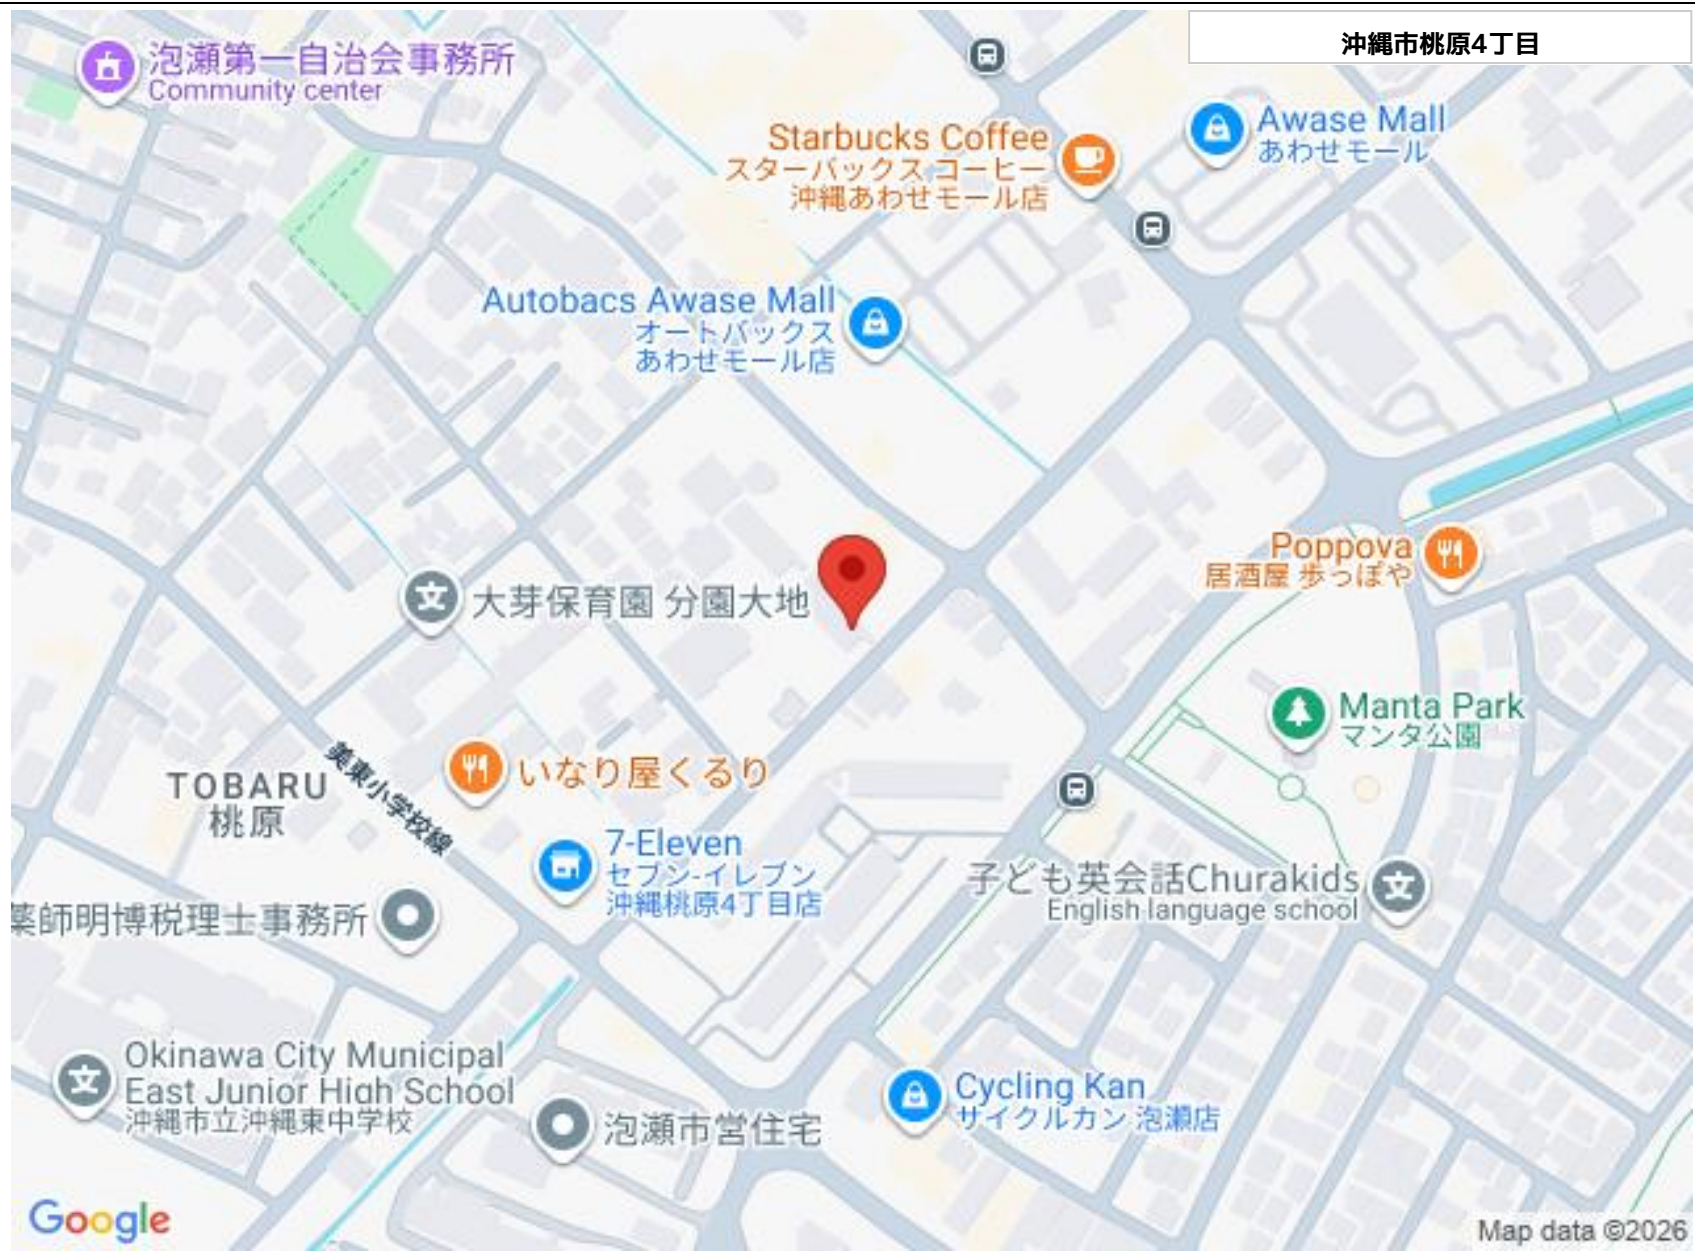 沖縄市桃原4丁目
泡瀬第一自治会事務所
Community center
Starbucks Coffee
スターバックス コーヒー
沖縄あわせモール店
Awase Mall
あわせモール
Autobacs Awase Mall
オートバックス
あわせモール店
Poppova
居酒屋 歩っぽや
大芽保育園 分園大地
Manta Park
マンタ公園
いなり屋くるり
TOBARU
桃原
美東小学校線
7-Eleven
セブン-イレブン
沖縄桃原4丁目店
子ども英会話Churakids
English language school
薬師明博税理士事務所
Okinawa City Municipal
East Junior High School
沖縄市立沖縄東中学校
泡瀬市営住宅
Cycling Kan
サイクルカン 泡瀬店
Google
Map data ©2026